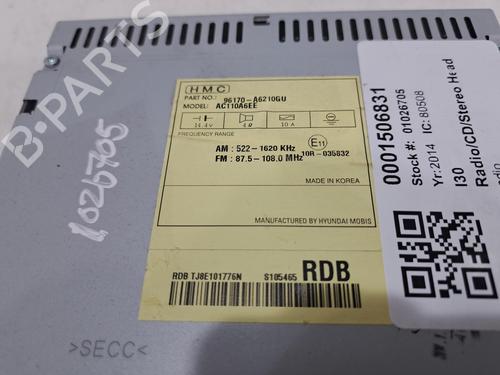 HMC
PART NO.: 96170-A6210GU
MODEL: AC110A6EE
14.4V 4Ω 10A
FREQUENCY RANGE
AM : 522 - 1620 KHz
FM : 87.5 - 108.0 MHz
E11
10R - 035832
MADE IN KOREA
MANUFACTURED BY HYUNDAI MOBIS
RDB TJ8E101776N S105465 RDB
>SECC<
1026705
0001506831
Stock #: 01026705
Yr: 2014 IC: 80508
I30
Radio/CD/Stereo Head
B-PARTS